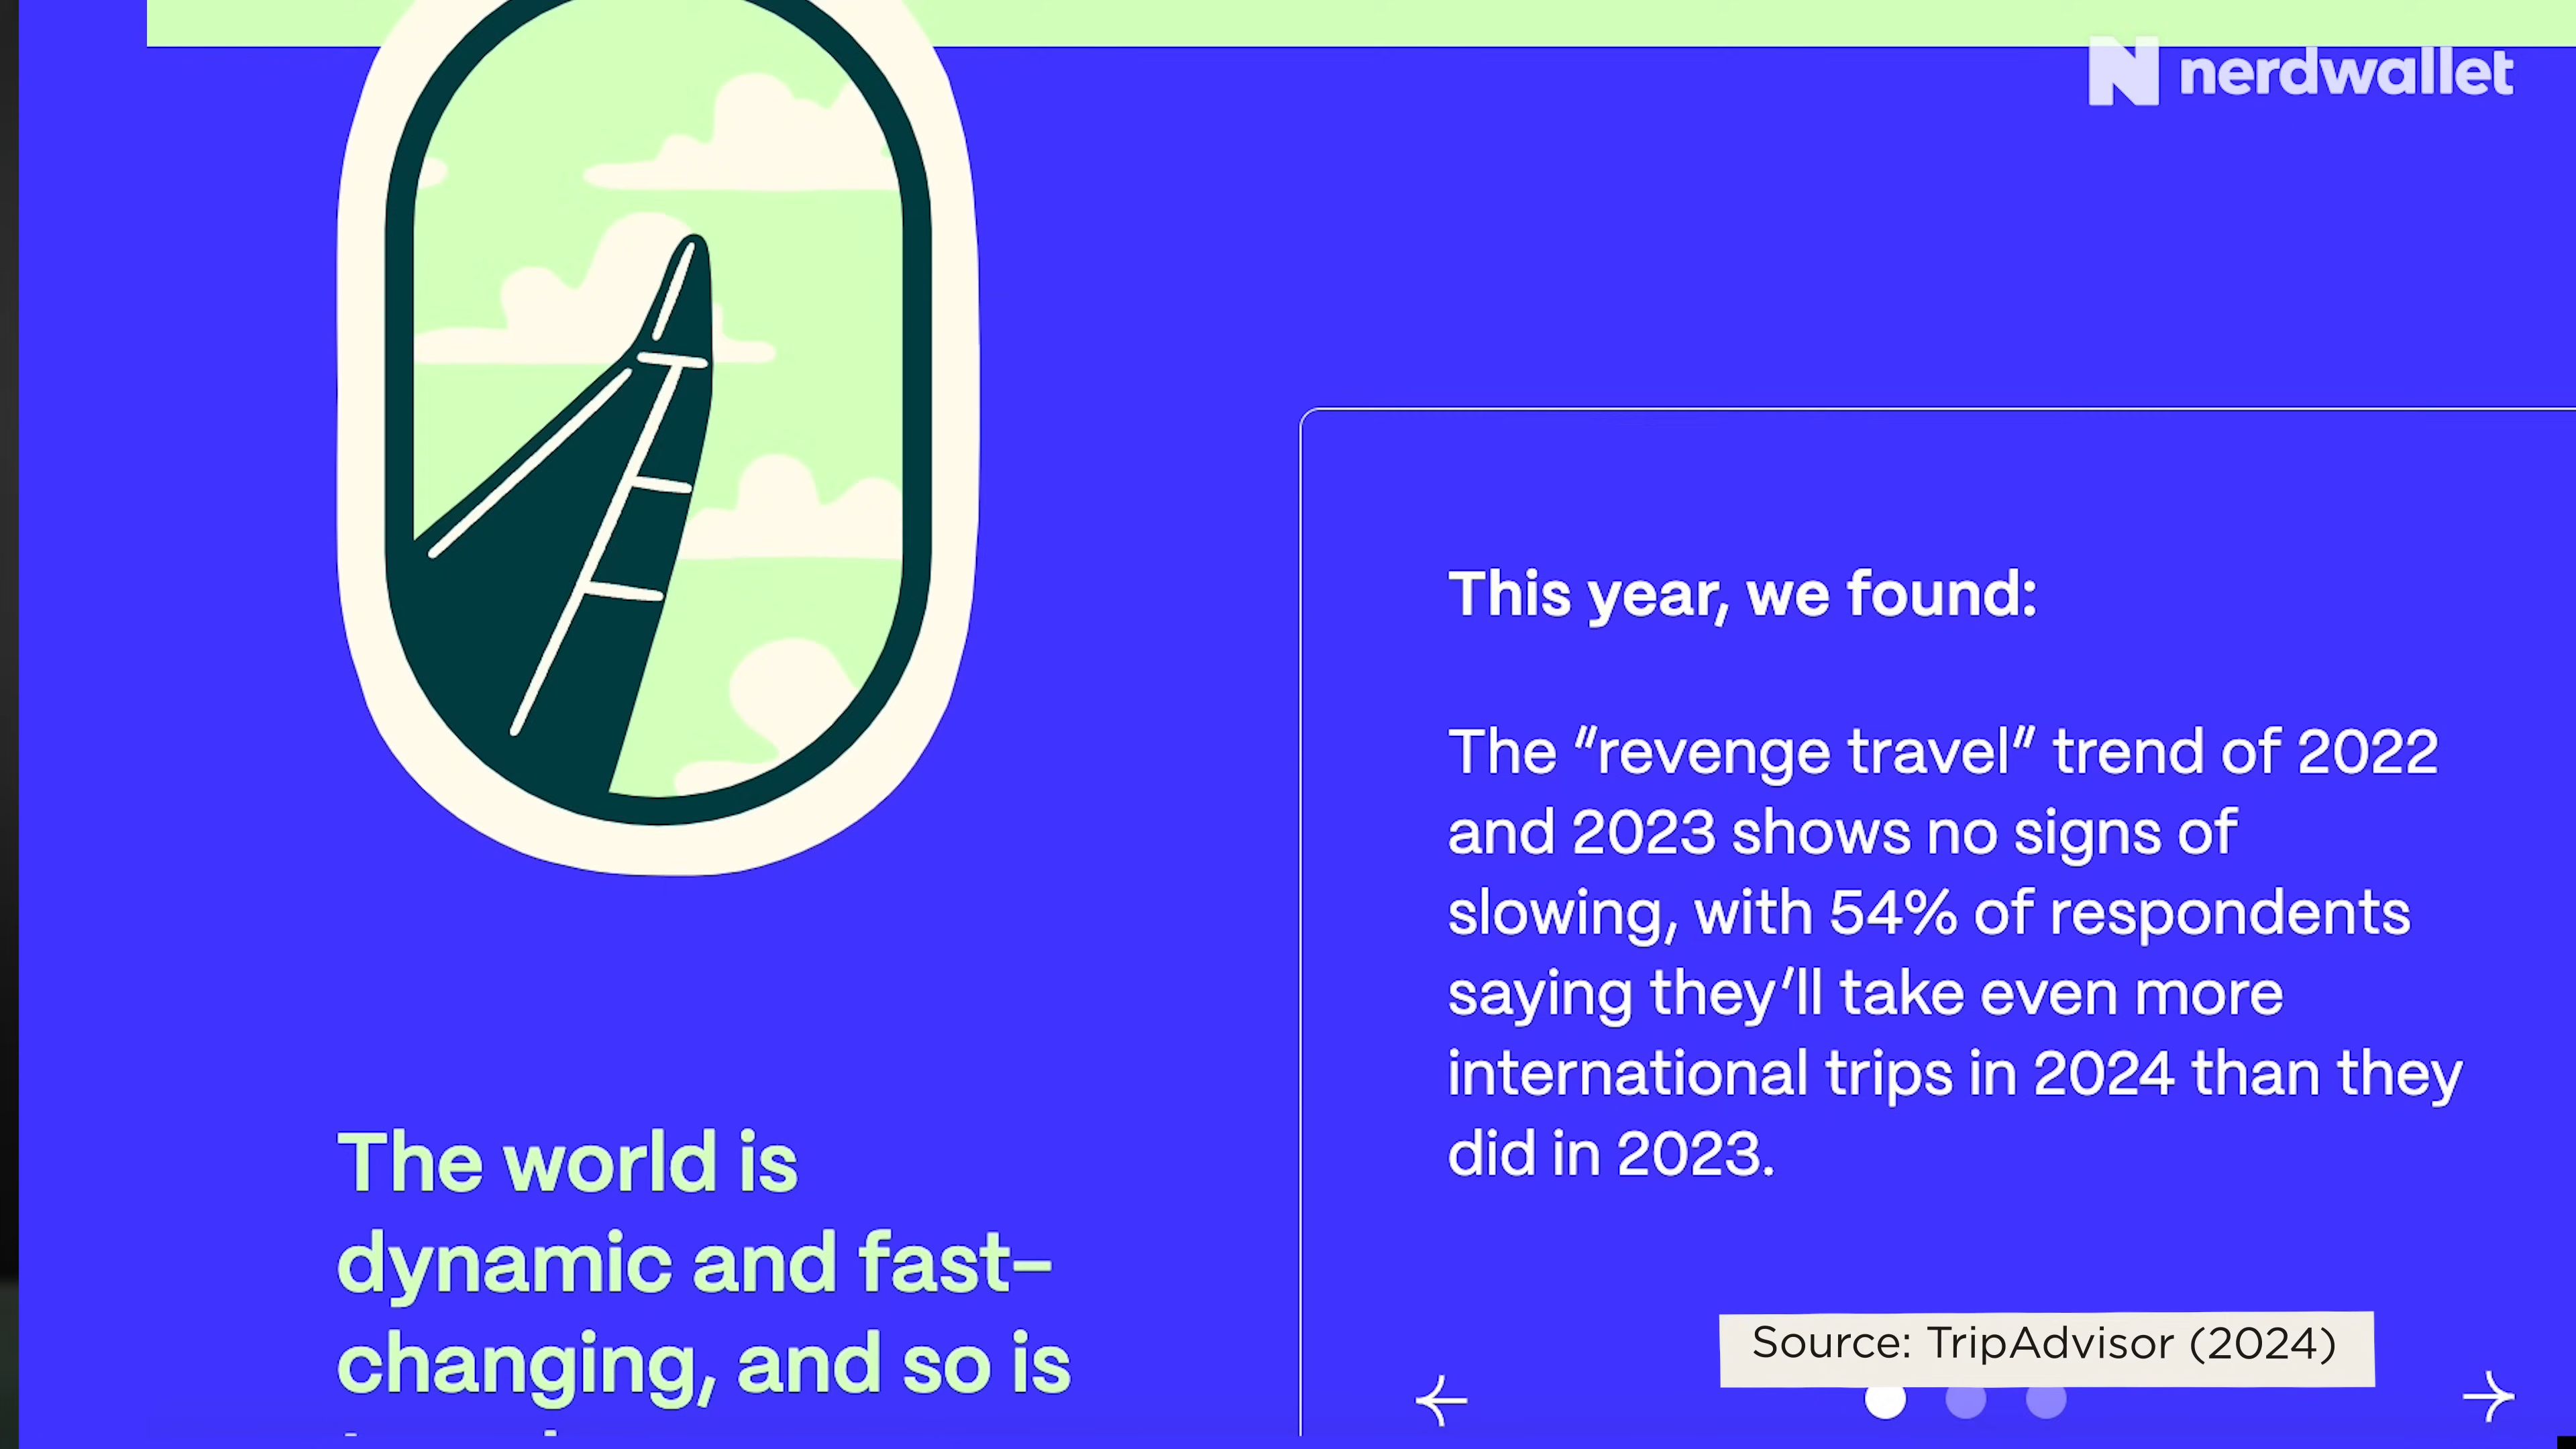 nerdwallet
This year, we found:
The "revenge travel" trend of 2022
and 2023 shows no signs of
slowing, with 54% of respondents
saying they'll take even more
international trips in 2024 than they
did in 2023.
The world is
dynamic and fast-
changing, and so is
Source: TripAdvisor (2024)